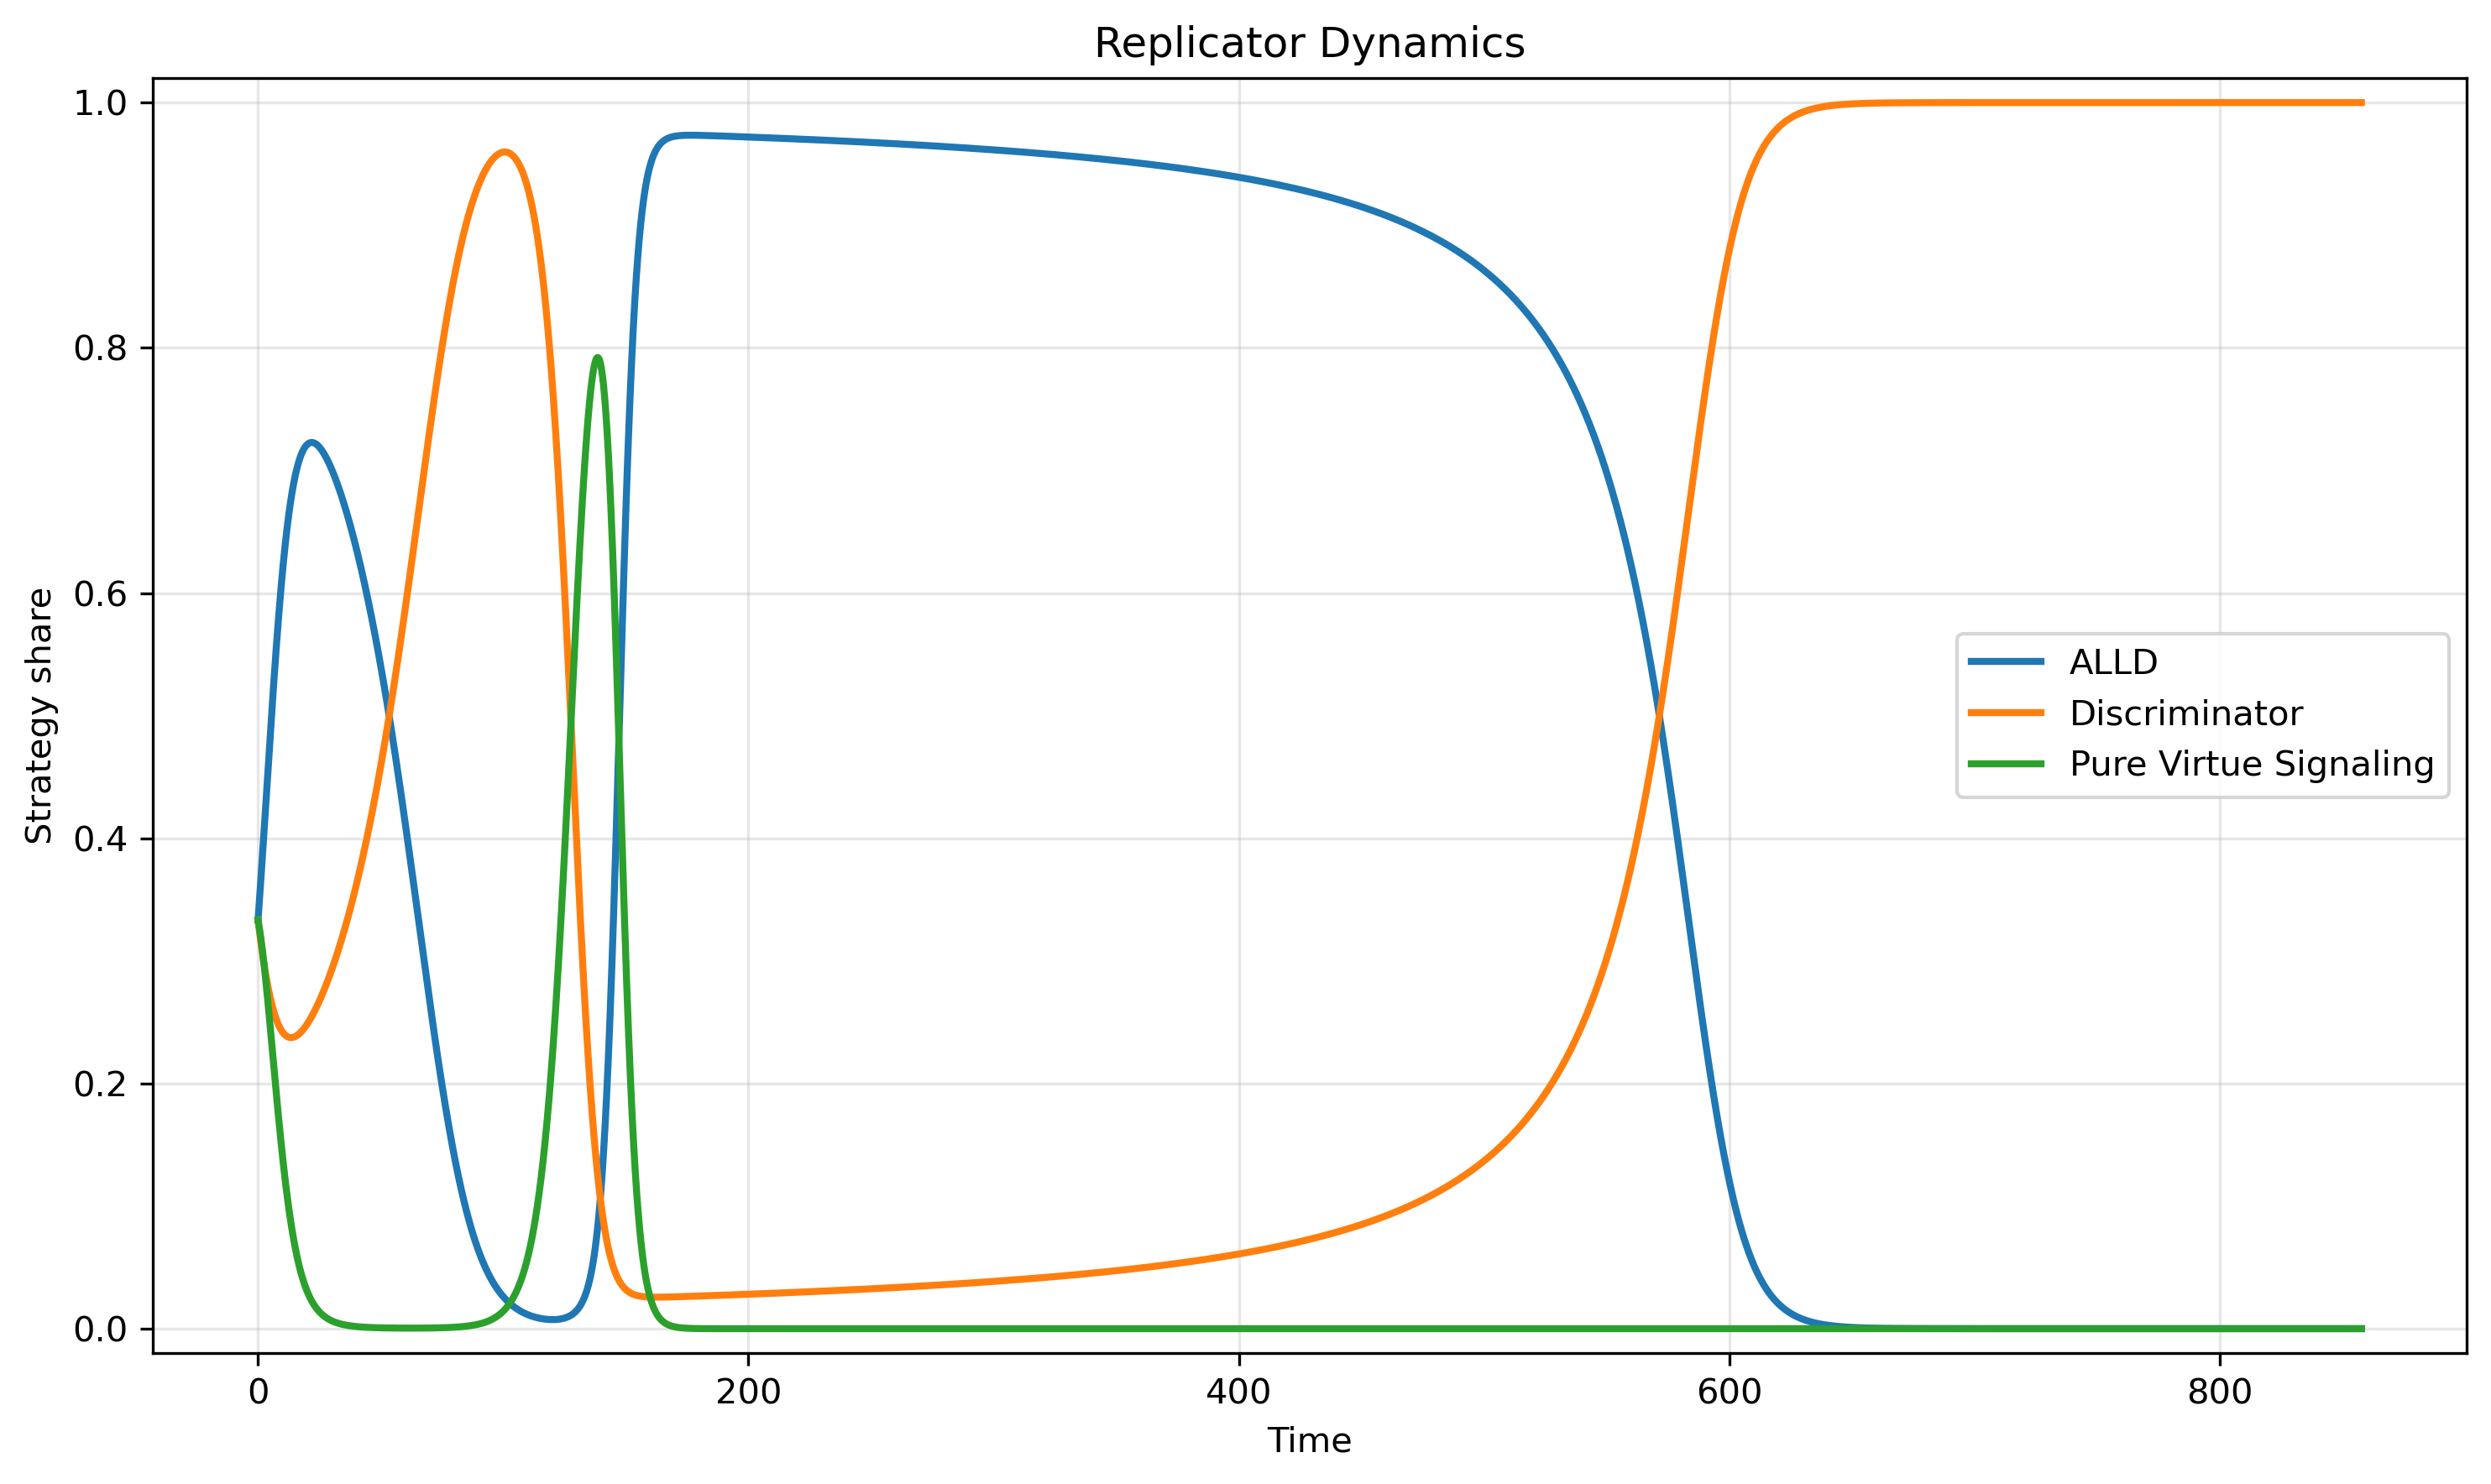 Replicator Dynamics
Strategy share
1.0
0.8
0.6
0.4
0.2
0.0
ALLD
Discriminator
Pure Virtue Signaling
0 200 400 600 800
Time